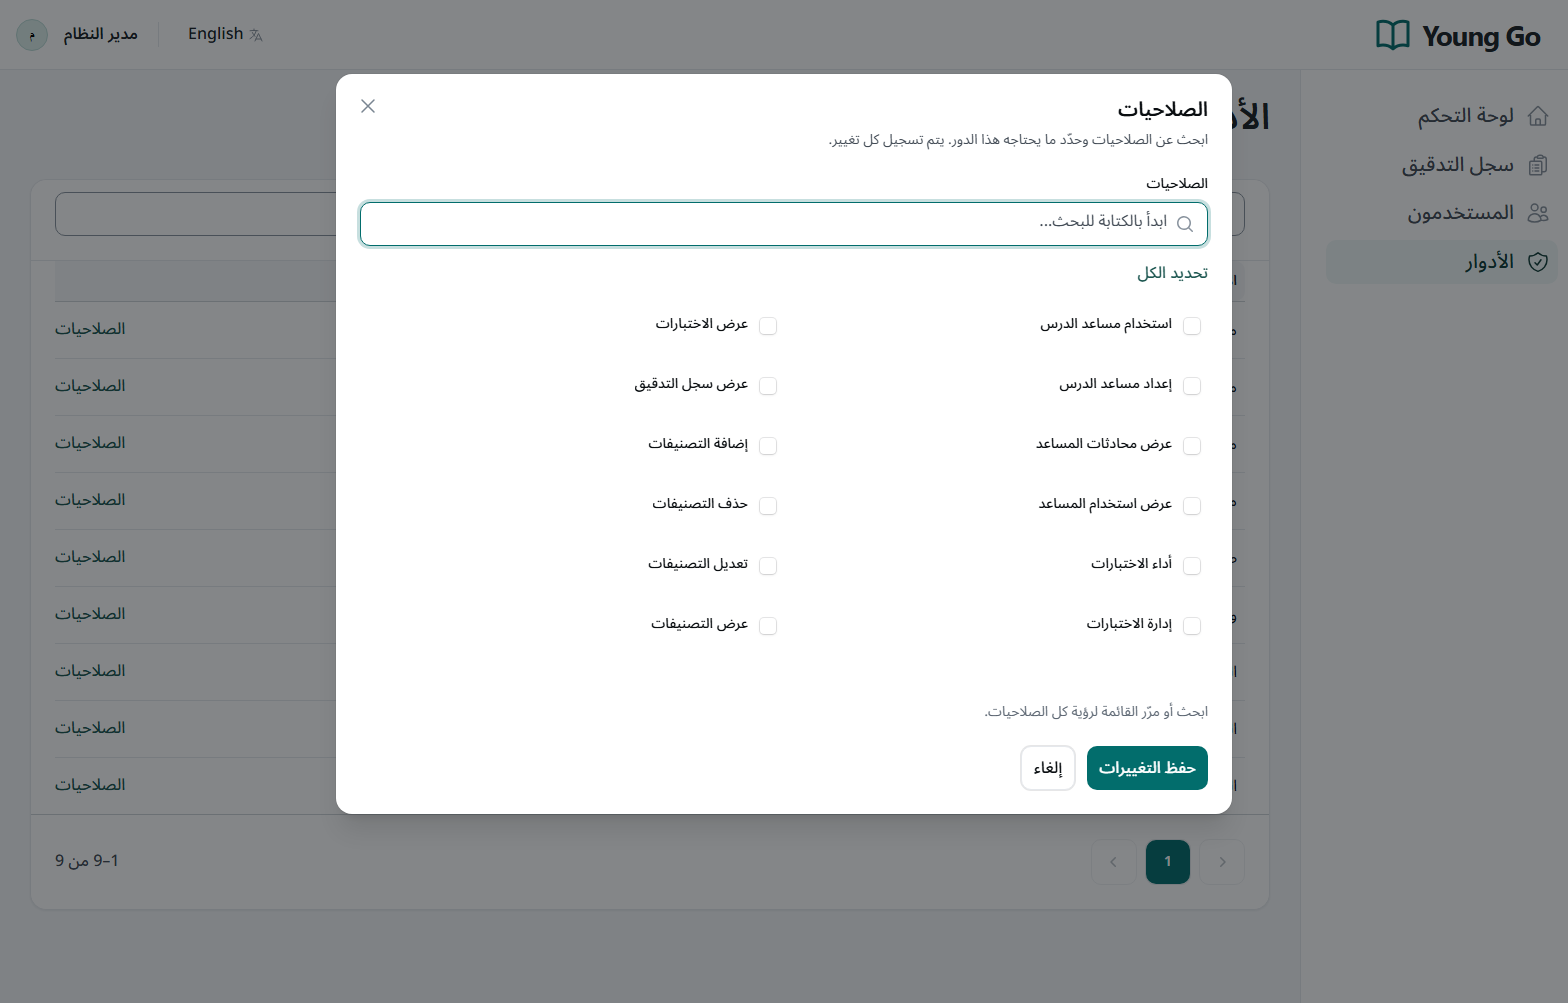 Young Go
English
مدير النظام
م
لوحة التحكم
سجل التدقيق
المستخدمون
الأدوار
الصلاحيات
ابحث عن الصلاحيات وحدّد ما يحتاجه هذا الدور. يتم تسجيل كل تغيير.
الصلاحيات
ابدأ بالكتابة للبحث...
تحديد الكل
استخدام مساعد الدرس
عرض الاختبارات
إعداد مساعد الدرس
عرض سجل التدقيق
عرض محادثات المساعد
إضافة التصنيفات
عرض استخدام المساعد
حذف التصنيفات
أداء الاختبارات
تعديل التصنيفات
إدارة الاختبارات
عرض التصنيفات
ابحث أو مرّر القائمة لرؤية كل الصلاحيات.
حفظ التغييرات
إلغاء
الصلاحيات
الصلاحيات
الصلاحيات
الصلاحيات
الصلاحيات
الصلاحيات
الصلاحيات
الصلاحيات
الصلاحيات
1
1–9 من 9